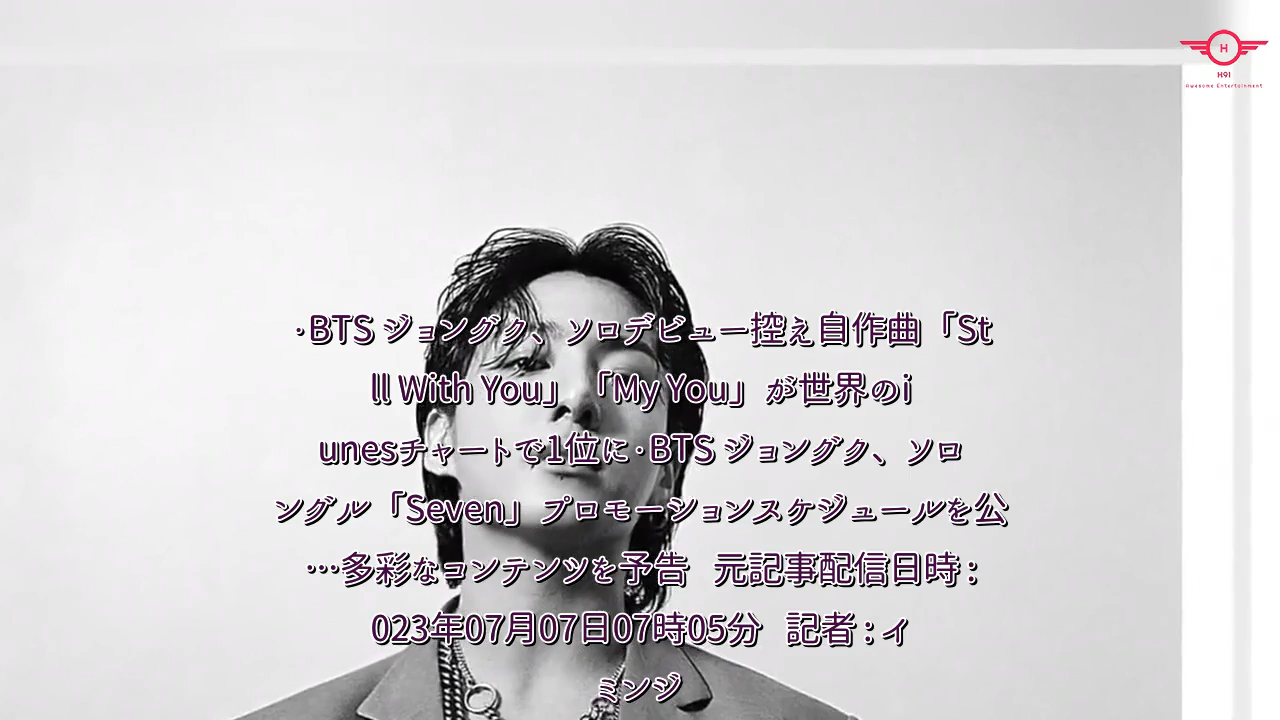 H
H91
Awesome Entertainment
·BTS ジョングク、ソロデビュー控え自作曲「St
ll With You」「My You」が世界のi
unesチャートで1位に·BTS ジョングク、ソロ
ングル「Seven」プロモーションスケジュールを公
…多彩なコンテンツを予告 元記事配信日時 :
023年07月07日07時05分 記者 : イ
ミンジ